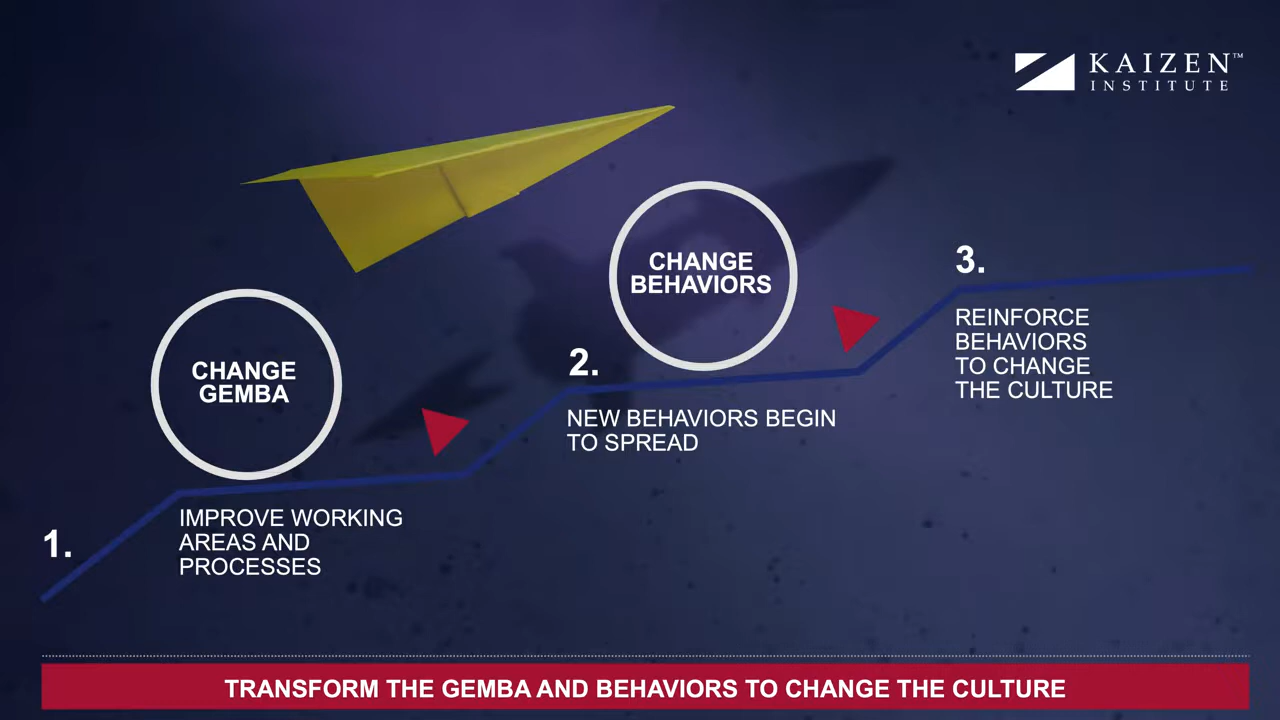 KAIZEN™
INSTITUTE
CHANGE
GEMBA
1.
IMPROVE WORKING
AREAS AND
PROCESSES
CHANGE
BEHAVIORS
2.
NEW BEHAVIORS BEGIN
TO SPREAD
3.
REINFORCE
BEHAVIORS
TO CHANGE
THE CULTURE
TRANSFORM THE GEMBA AND BEHAVIORS TO CHANGE THE CULTURE